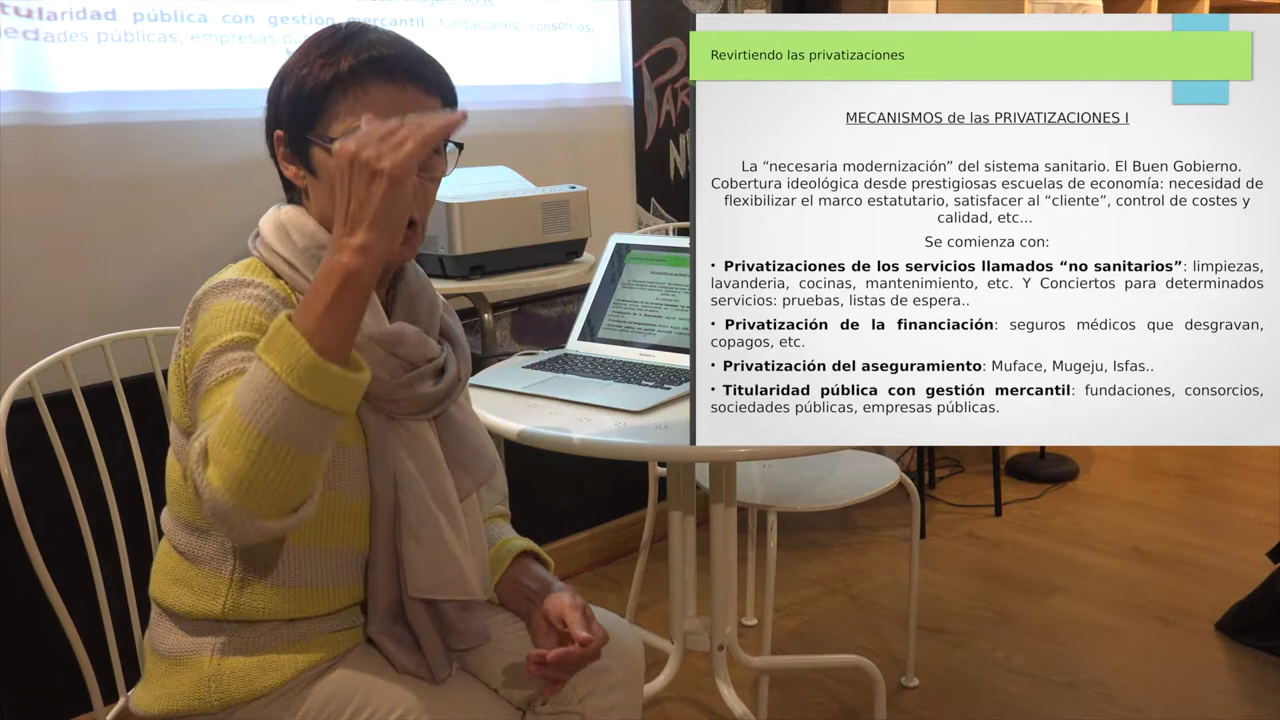 tularidad pública con gestión mercantil fundaciones, consorcios,
edades públicas, empresas púb
Revirtiendo las privatizaciones
MECANISMOS de las PRIVATIZACIONES I
La “necesaria modernización” del sistema sanitario. El Buen Gobierno.
Cobertura ideológica desde prestigiosas escuelas de economía: necesidad de
flexibilizar el marco estatutario, satisfacer al “cliente”, control de costes y
calidad, etc...
Se comienza con:
• Privatizaciones de los servicios llamados “no sanitarios”: limpiezas,
lavanderia, cocinas, mantenimiento, etc. Y Conciertos para determinados
servicios: pruebas, listas de espera..
• Privatización de la financiación: seguros médicos que desgravan,
copagos, etc.
• Privatización del aseguramiento: Muface, Mugeju, Isfas..
• Titularidad pública con gestión mercantil: fundaciones, consorcios,
sociedades públicas, empresas públicas.